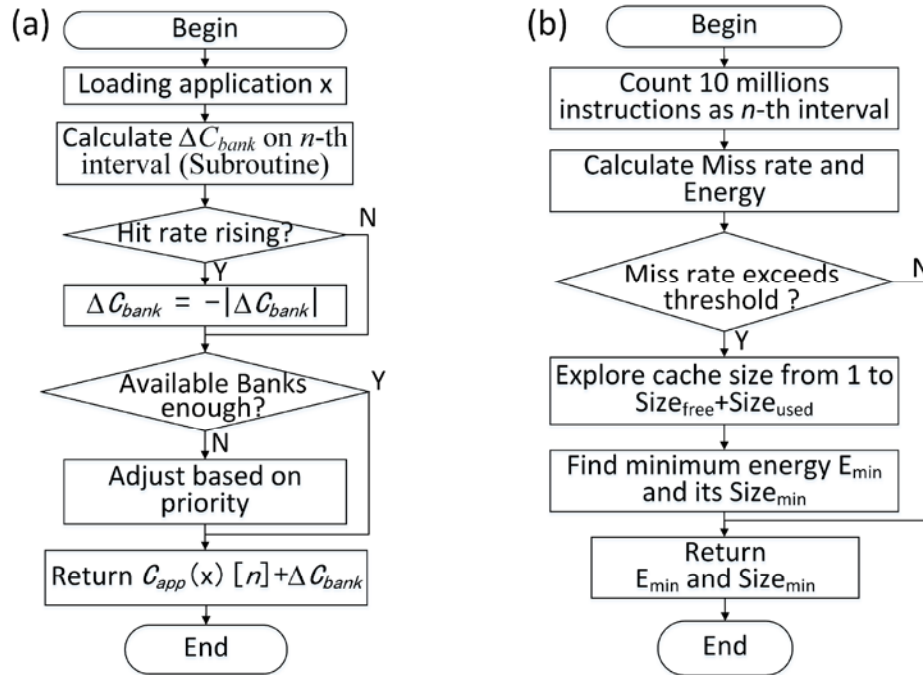 (a)
Begin
Loading application x
Calculate ΔC_bank on n-th
interval (Subroutine)
Hit rate rising?
N
Y
ΔC_bank = -|ΔC_bank|
Available Banks
enough?
Y
N
Adjust based on
priority
Return C_app(x)[n]+ΔC_bank
End
(b)
Begin
Count 10 millions
instructions as n-th interval
Calculate Miss rate and
Energy
Miss rate exceeds
threshold ?
N
Y
Explore cache size from 1 to
Size_free+Size_used
Find minimum energy E_min
and its Size_min
Return
E_min and Size_min
End